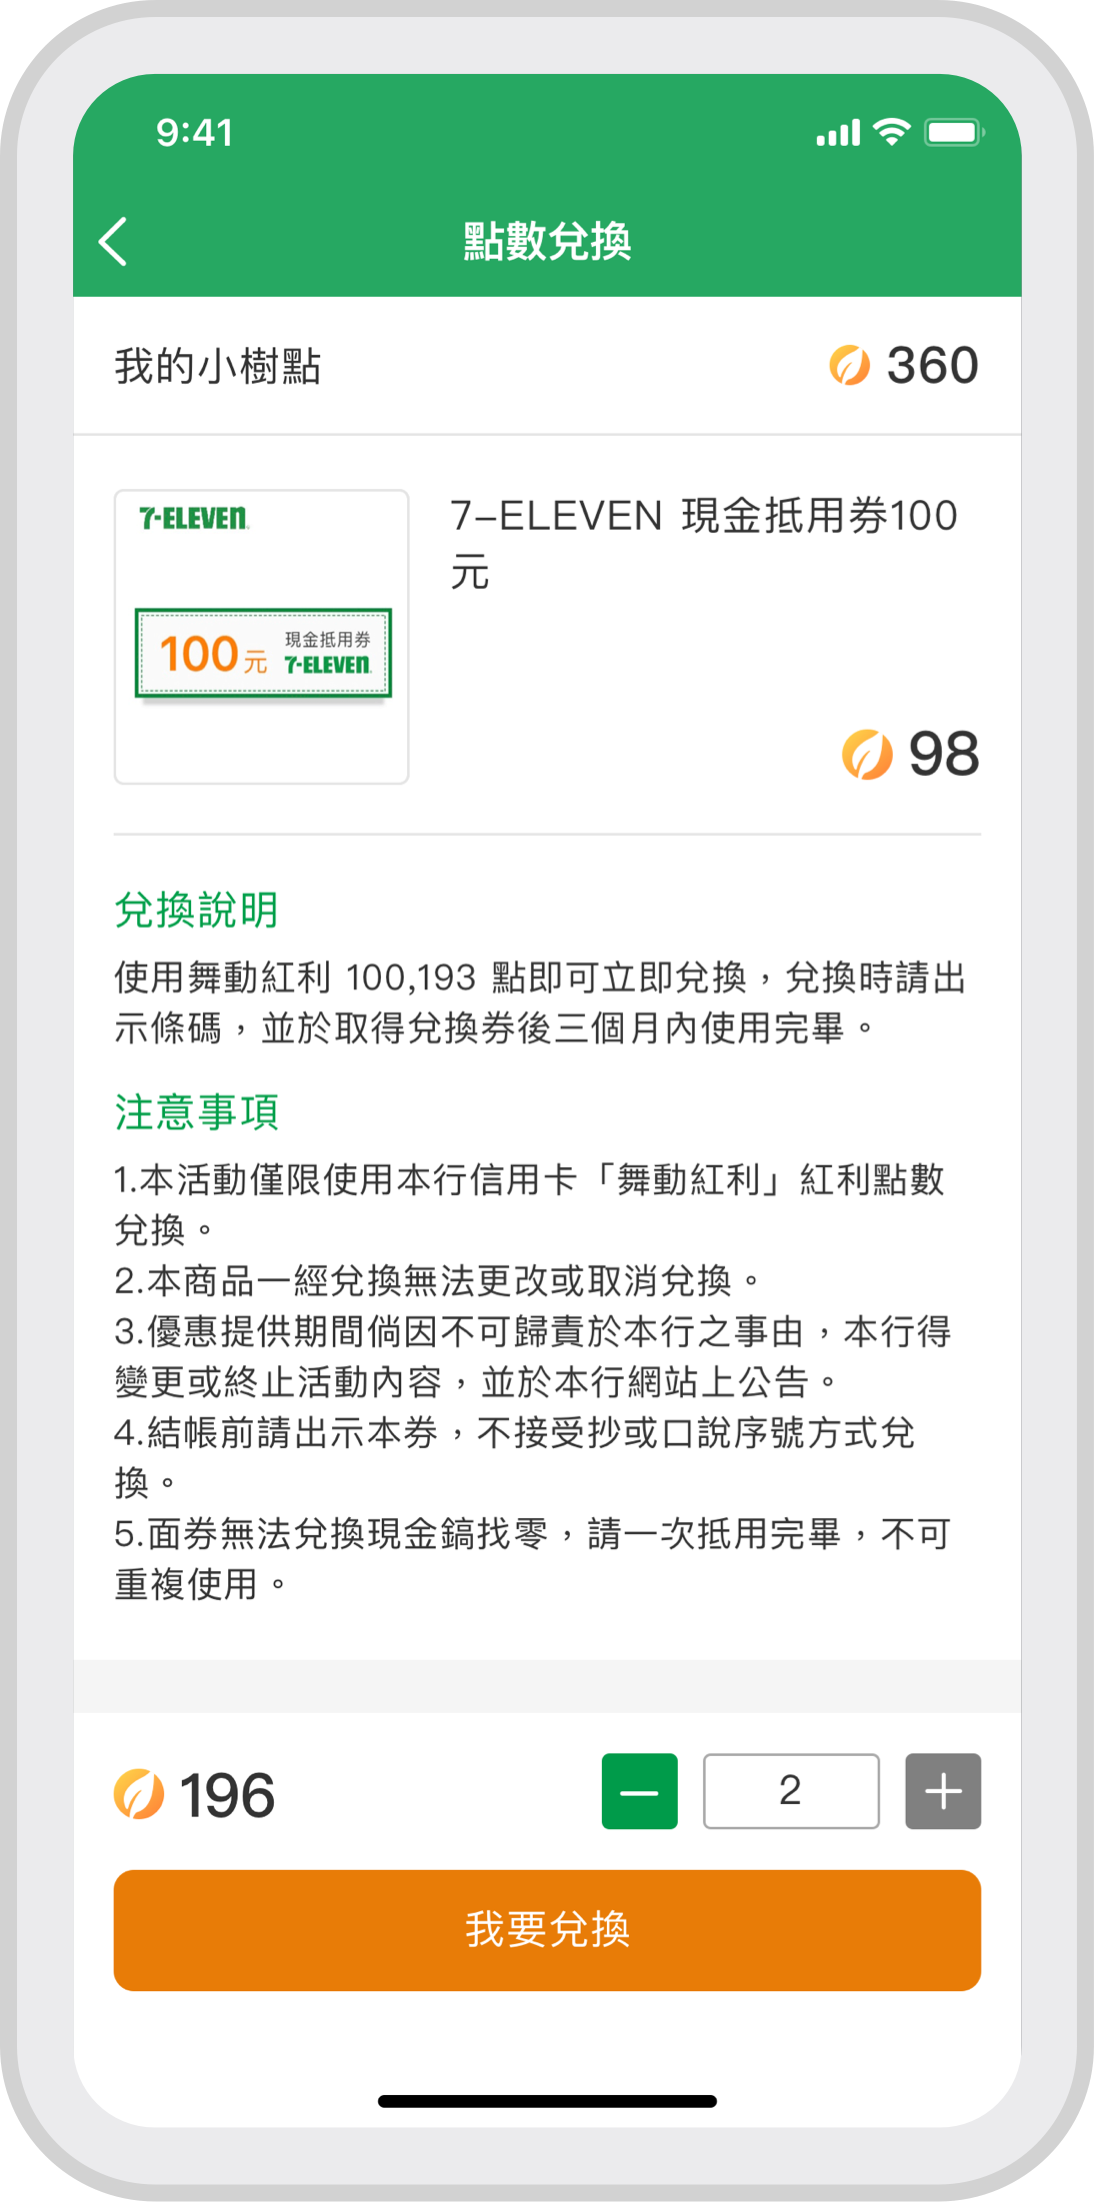 9:41
點數兌換
我的小樹點 360
7-ELEVEN
7-ELEVEN 現金抵用券100
元
100元 現金抵用券
7-ELEVEN
98
兌換說明
使用舞動紅利 100,193 點即可立即兌換，兌換時請出
示條碼，並於取得兌換券後三個月內使用完畢。
注意事項
1.本活動僅限使用本行信用卡「舞動紅利」紅利點數
兌換。
2.本商品一經兌換無法更改或取消兌換。
3.優惠提供期間倘因不可歸責於本行之事由，本行得
變更或終止活動內容，並於本行網站上公告。
4.結帳前請出示本券，不接受抄或口說序號方式兌
換。
5.面券無法兌換現金鎬找零，請一次抵用完畢，不可
重複使用。
196 2
我要兌換